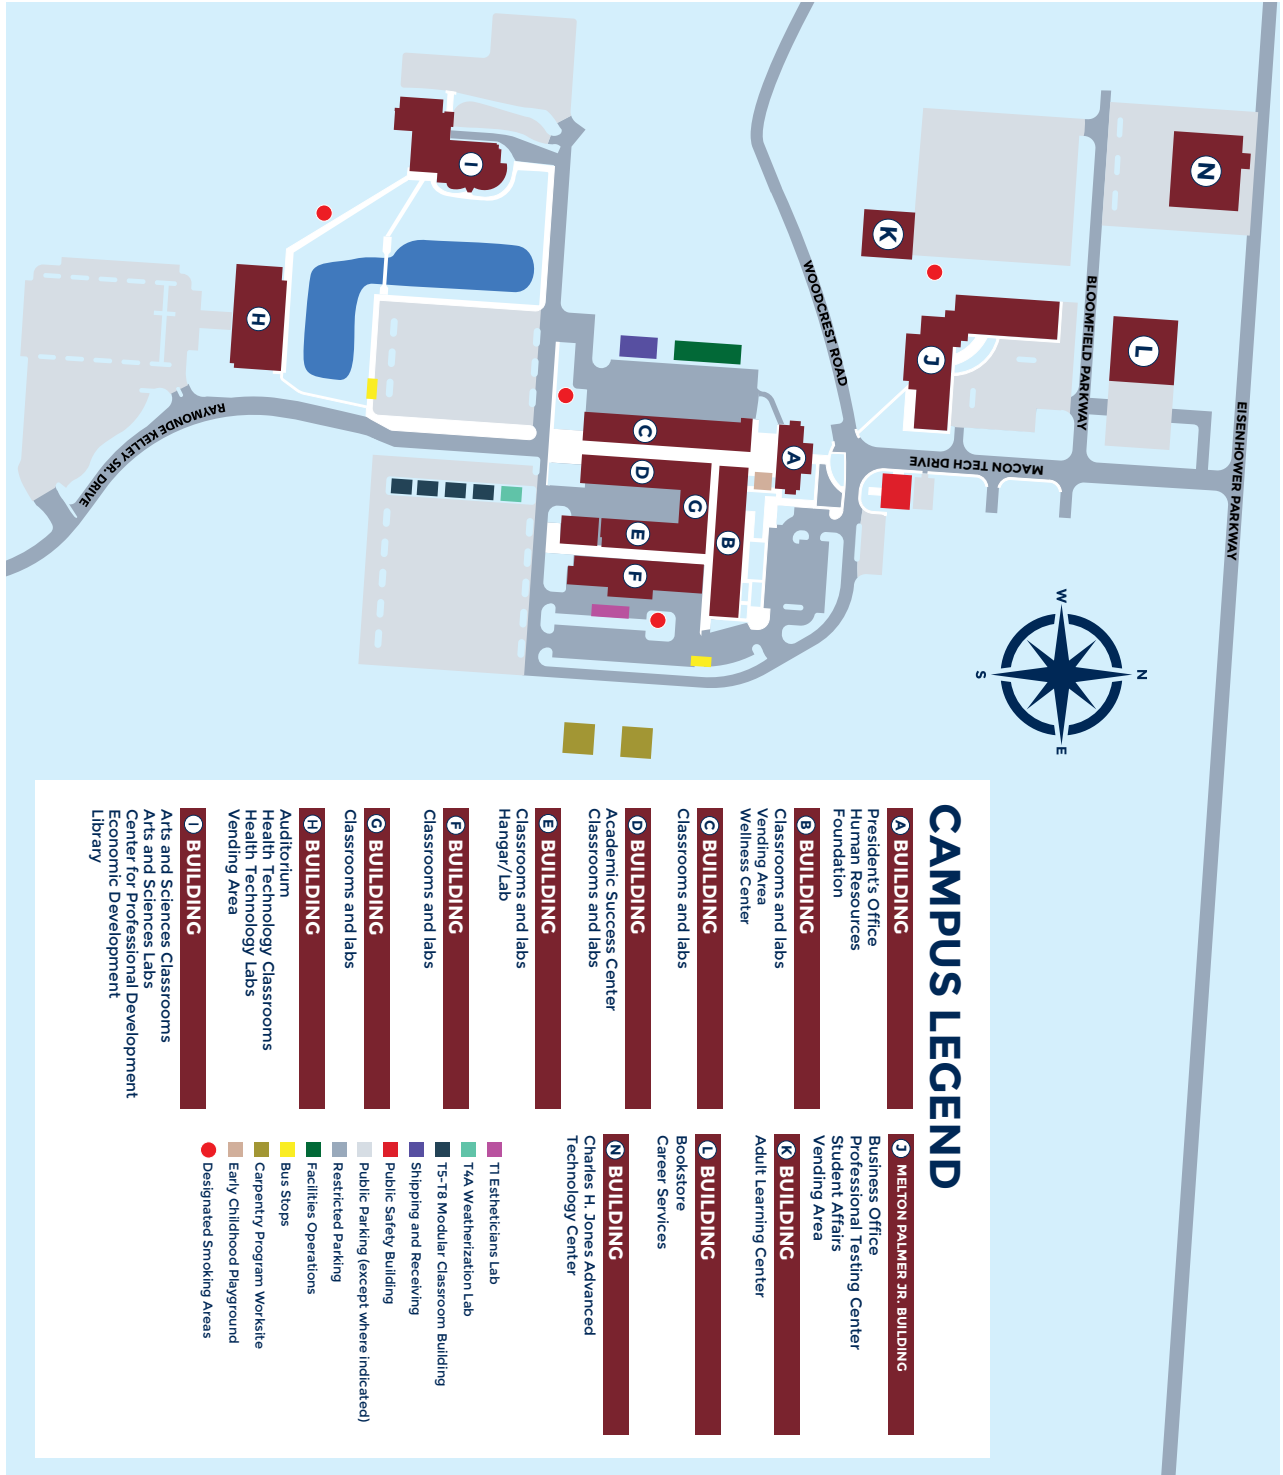 EISENHOWER PARKWAY
BLOOMFIELD PARKWAY
MACON TECH DRIVE
WOODCREST ROAD
RAYMONDE KELLEY SR. DRIVE
N
L
K
J
A
C
D
G
E
B
F
I
H
N
E
S
W
CAMPUS LEGEND
A BUILDING
President's Office
Human Resources
Foundation
B BUILDING
Classrooms and labs
Vending Area
Wellness Center
C BUILDING
Classrooms and labs
D BUILDING
Academic Success Center
Classrooms and labs
E BUILDING
Classrooms and labs
Hangar/Lab
F BUILDING
Classrooms and labs
G BUILDING
Classrooms and labs
H BUILDING
Auditorium
Health Technology Classrooms
Health Technology Labs
Vending Area
I BUILDING
Arts and Sciences Classrooms
Arts and Sciences Labs
Center for Professional Development
Economic Development
Library
J MELTON PALMER JR. BUILDING
Business Office
Professional Testing Center
Student Affairs
Vending Area
K BUILDING
Adult Learning Center
L BUILDING
Bookstore
Career Services
N BUILDING
Charles H. Jones Advanced
Technology Center
T1 Estheticians Lab
T4A Weatherization Lab
T5-T8 Modular Classroom Building
Shipping and Receiving
Public Safety Building
Public Parking (except where indicated)
Restricted Parking
Facilities Operations
Bus Stops
Carpentry Program Worksite
Early Childhood Playground
Designated Smoking Areas